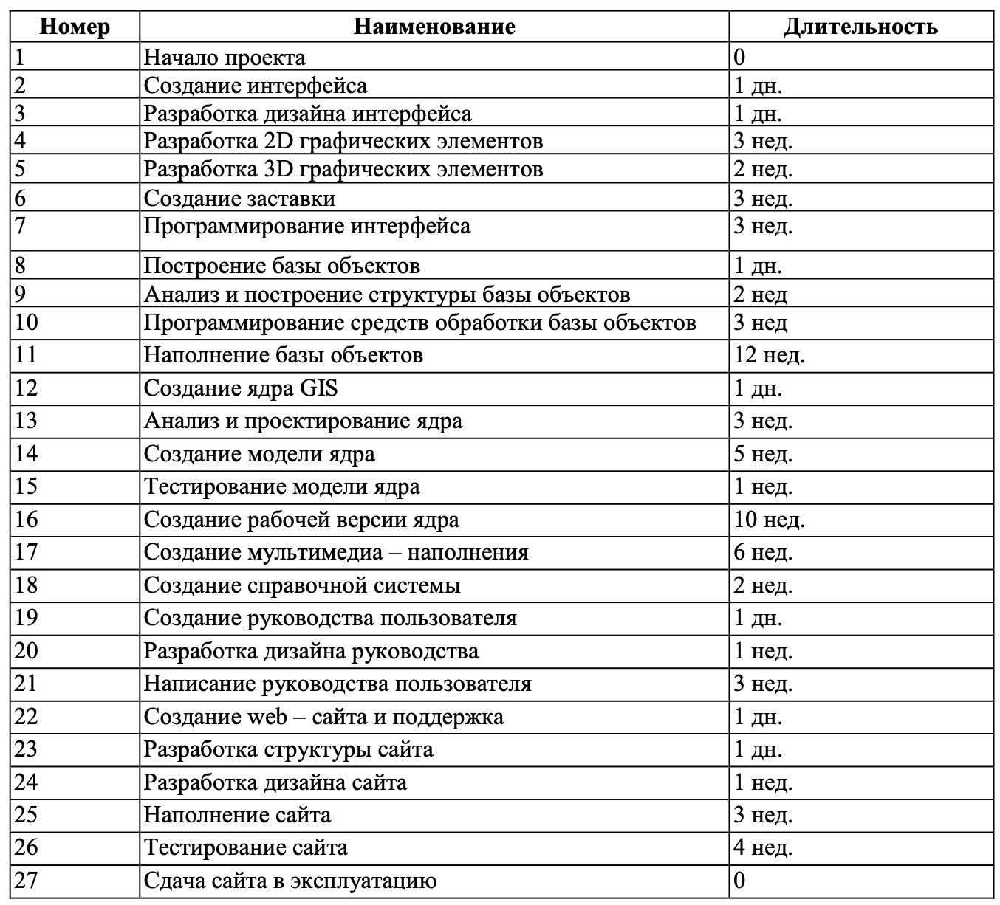 Номер Наименование Длительность
1 Начало проекта 0
2 Создание интерфейса 1 дн.
3 Разработка дизайна интерфейса 1 дн.
4 Разработка 2D графических элементов 3 нед.
5 Разработка 3D графических элементов 2 нед.
6 Создание заставки 3 нед.
7 Программирование интерфейса 3 нед.
8 Построение базы объектов 1 дн.
9 Анализ и построение структуры базы объектов 2 нед
10 Программирование средств обработки базы объектов 3 нед
11 Наполнение базы объектов 12 нед.
12 Создание ядра GIS 1 дн.
13 Анализ и проектирование ядра 3 нед.
14 Создание модели ядра 5 нед.
15 Тестирование модели ядра 1 нед.
16 Создание рабочей версии ядра 10 нед.
17 Создание мультимедиа – наполнения 6 нед.
18 Создание справочной системы 2 нед.
19 Создание руководства пользователя 1 дн.
20 Разработка дизайна руководства 1 нед.
21 Написание руководства пользователя 3 нед.
22 Создание web – сайта и поддержка 1 дн.
23 Разработка структуры сайта 1 дн.
24 Разработка дизайна сайта 1 нед.
25 Наполнение сайта 3 нед.
26 Тестирование сайта 4 нед.
27 Сдача сайта в эксплуатацию 0